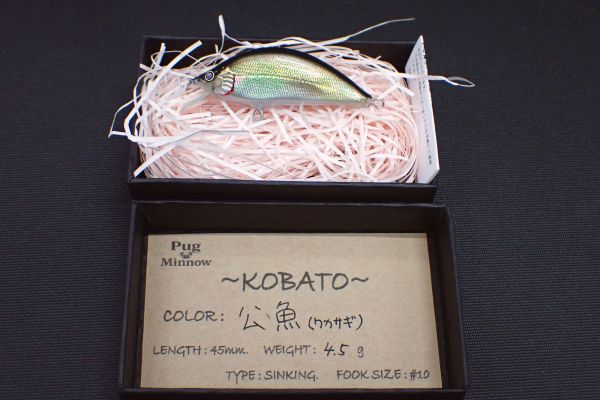 Pug
Minnow
~KOBATO~
COLOR: 公魚 (ワカサギ)
LENGTH: 45mm. WEIGHT: 4.5 g
TYPE: SINKING. FOOK SIZE: #10